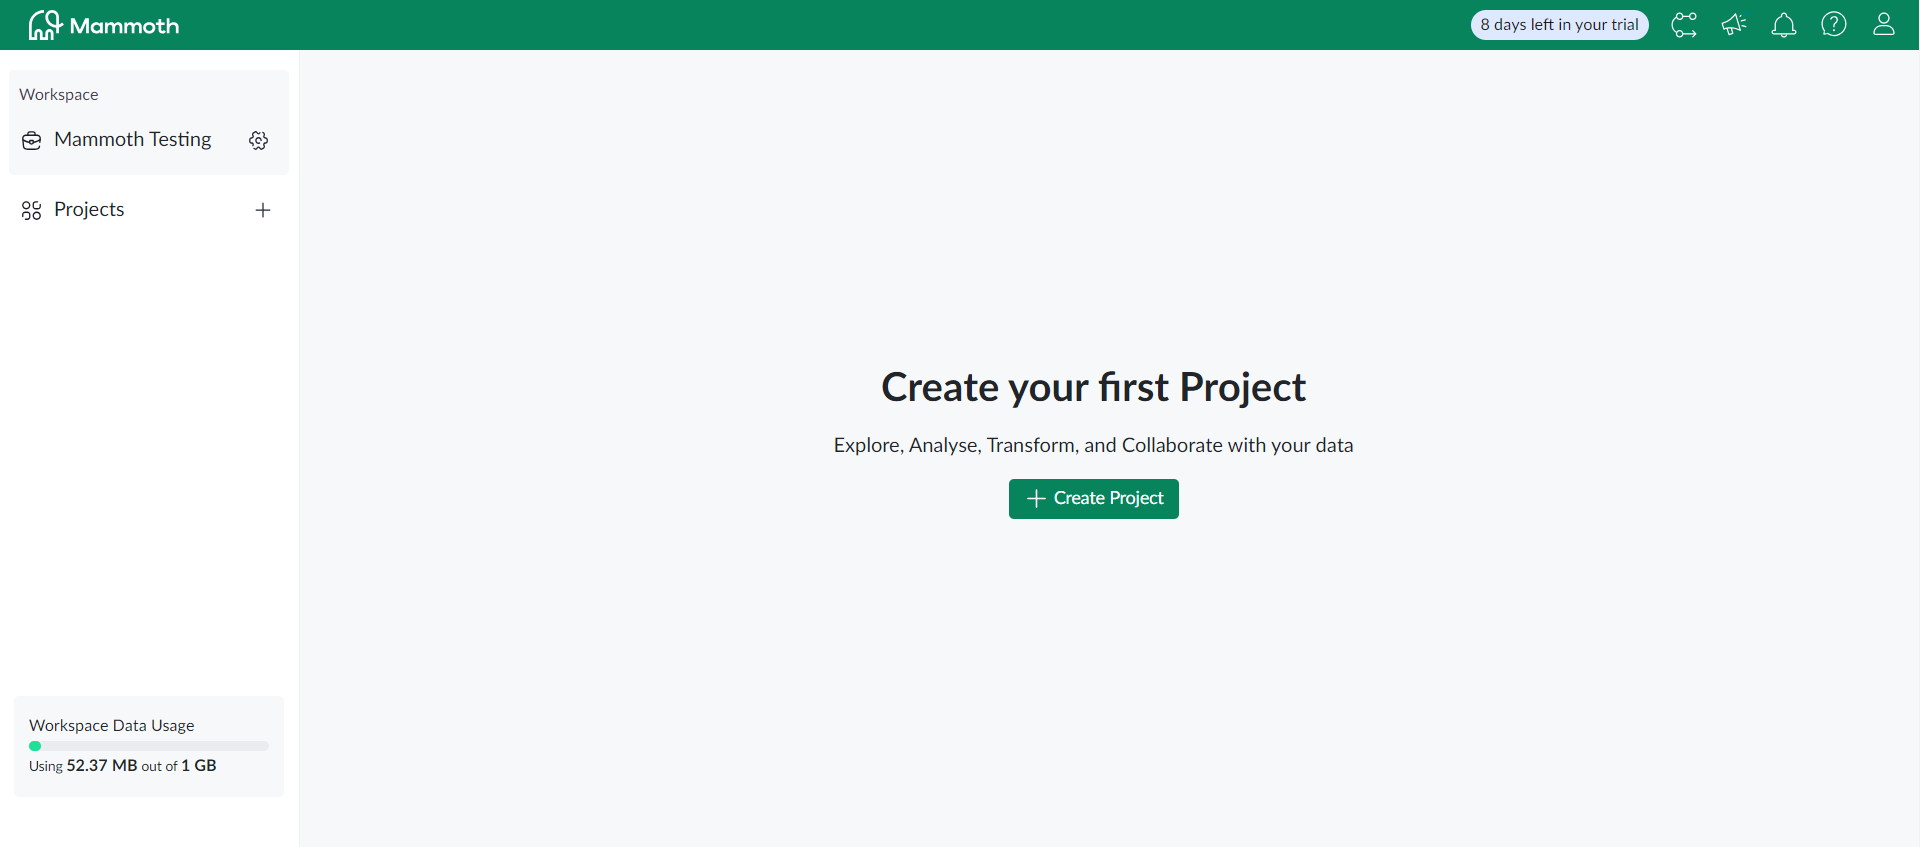 Mammoth
8 days left in your trial
Workspace
Mammoth Testing
Projects
Create your first Project
Explore, Analyse, Transform, and Collaborate with your data
Create Project
Workspace Data Usage
Using 52.37 MB out of 1 GB